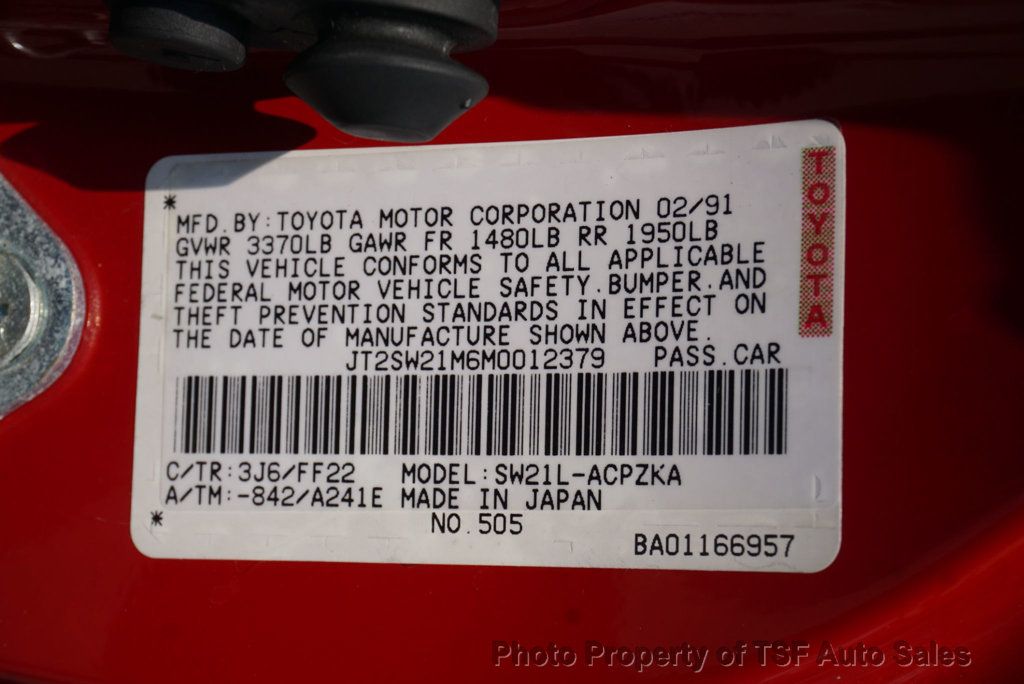 *
MFD.BY:TOYOTA MOTOR CORPORATION 02/91
GVWR 3370LB GAWR FR 1480LB RR 1950LB
THIS VEHICLE CONFORMS TO ALL APPLICABLE
FEDERAL MOTOR VEHICLE SAFETY.BUMPER.AND
THEFT PREVENTION STANDARDS IN EFFECT ON
THE DATE OF MANUFACTURE SHOWN ABOVE.
JT2SW21M6M0012379 PASS.CAR
TOYOTA
C/TR:3J6/FF22 MODEL:SW21L-ACPZKA
A/TM:-842/A241E MADE IN JAPAN
*
NO.505
BA01166957
Photo Property of TSF Auto Sales